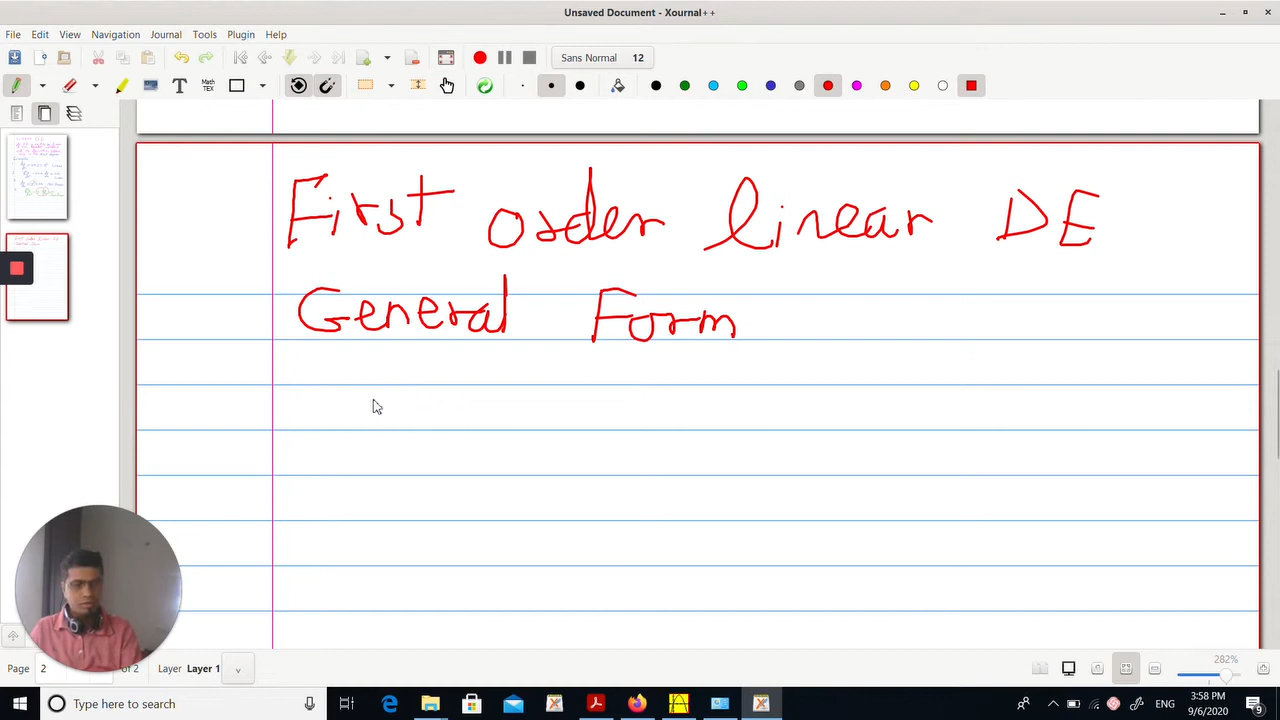 Unsaved Document - Xournal++
File Edit View Navigation Journal Tools Plugin Help
Sans Normal 12
First order linear DE
General Form
Page 2 of 2 Layer Layer 1
282%
Type here to search
ENG
3:58 PM
9/6/2020